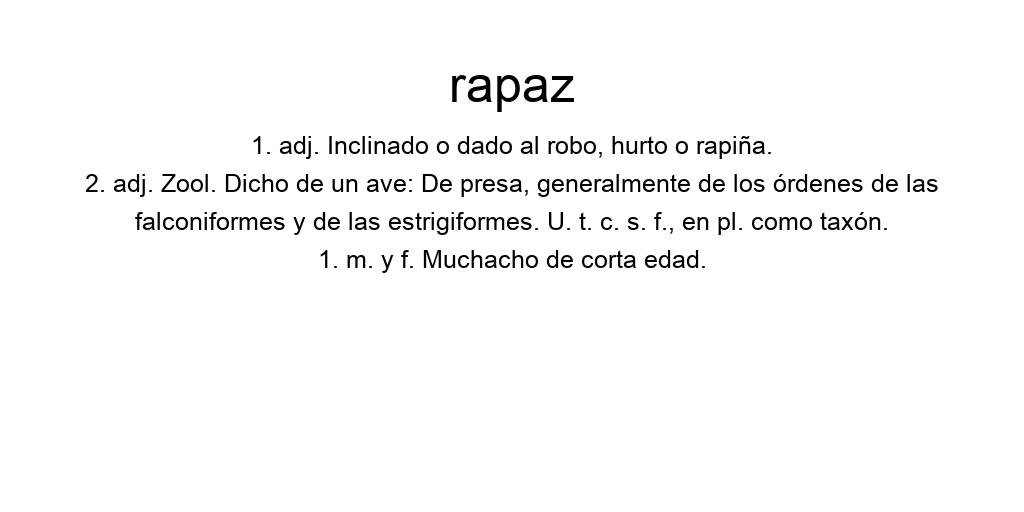 rapaz
1. adj. Inclinado o dado al robo, hurto o rapiña.
2. adj. Zool. Dicho de un ave: De presa, generalmente de los órdenes de las
falconiformes y de las estrigiformes. U. t. c. s. f., en pl. como taxón.
1. m. y f. Muchacho de corta edad.